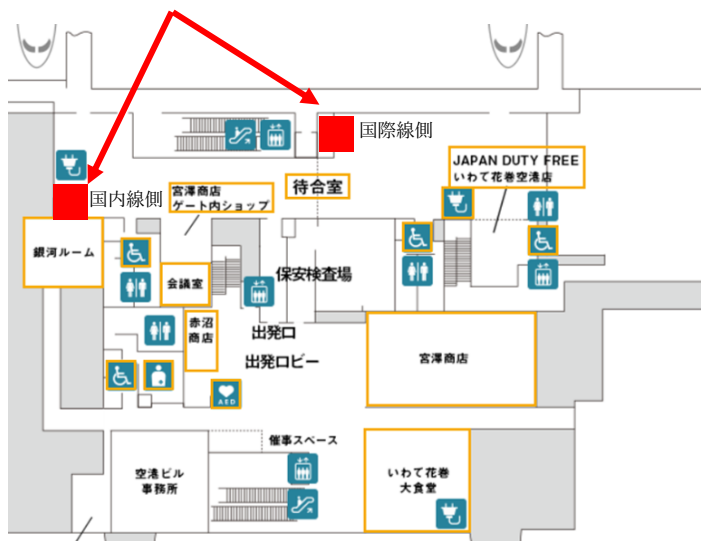 国際線側
JAPAN DUTY FREE
いわて花巻空港店
待合室
国内線側
宮澤商店
ゲート内ショップ
銀河ルーム
会議室
保安検査場
赤沼
商店
出発口
出発ロビー
宮澤商店
AED
催事スペース
空港ビル
事務所
いわて花巻
大食堂